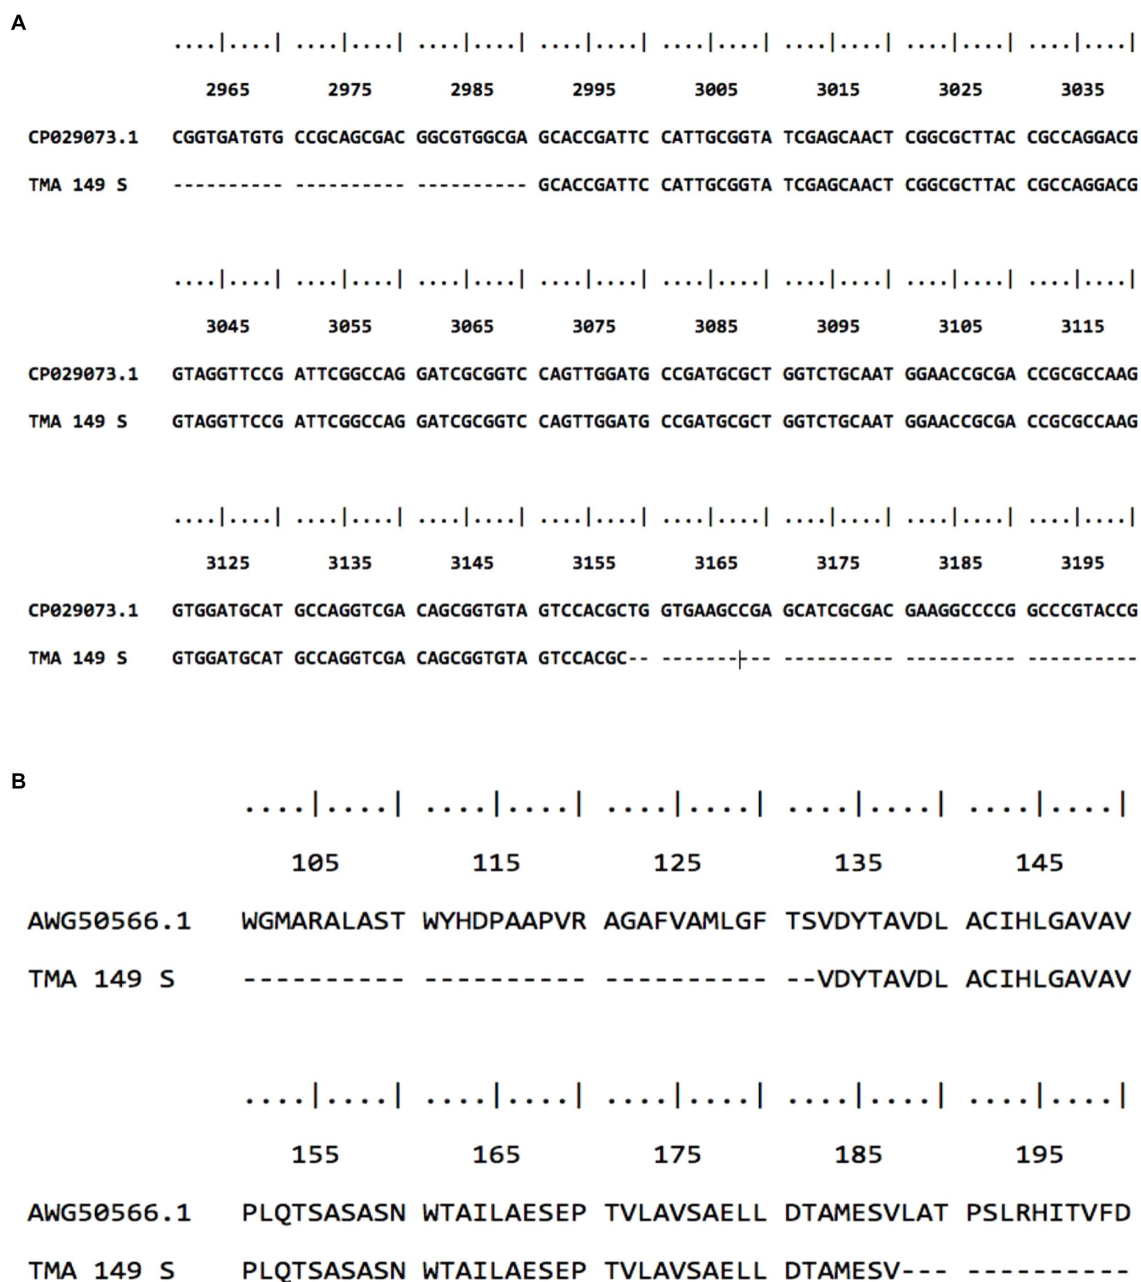 A
....|....| ....|....| ....|....| ....|....| ....|....| ....|....| ....|....| ....|....|
2965 2975 2985 2995 3005 3015 3025 3035
CP029073.1 CGGTGATGTG CCGCAGCGAC GGCGTGGCGA GCACCGATTC CATTGCGGTA TCGAGCAACT CGGCGCTTAC CGCCAGGACG
TMA 149 S ---------- ---------- ---------- GCACCGATTC CATTGCGGTA TCGAGCAACT CGGCGCTTAC CGCCAGGACG
....|....| ....|....| ....|....| ....|....| ....|....| ....|....| ....|....| ....|....|
3045 3055 3065 3075 3085 3095 3105 3115
CP029073.1 GTAGGTTCCG ATTCGGCCAG GATCGCGGTC CAGTTGGATG CCGATGCGCT GGTCTGCAAT GGAACCGCGA CCGCGCCAAG
TMA 149 S GTAGGTTCCG ATTCGGCCAG GATCGCGGTC CAGTTGGATG CCGATGCGCT GGTCTGCAAT GGAACCGCGA CCGCGCCAAG
....|....| ....|....| ....|....| ....|....| ....|....| ....|....| ....|....| ....|....|
3125 3135 3145 3155 3165 3175 3185 3195
CP029073.1 GTGGATGCAT GCCAGGTCGA CAGCGGTGTA GTCCACGCTG GTGAAGCCGA GCATCGCGAC GAAGGCCCCG GCCCGTACCG
TMA 149 S GTGGATGCAT GCCAGGTCGA CAGCGGTGTA GTCCACGC-- -------|--- ---------- ---------- ----------
B
....|....| ....|....| ....|....| ....|....| ....|....|
105 115 125 135 145
AWG50566.1 WGMARALAST WYHDPAAPVR AGAFVAMLGF TSVDYTAVDL ACIHLGAVAV
TMA 149 S ---------- ---------- ---------- --VDYTAVDL ACIHLGAVAV
....|....| ....|....| ....|....| ....|....| ....|....|
155 165 175 185 195
AWG50566.1 PLQTSASASN WTAILAESEP TVLAVSAELL DTAMESVLAT PSLRHITVFD
TMA 149 S PLQTSASASN WTAILAESEP TVLAVSAELL DTAMESV--- ----------